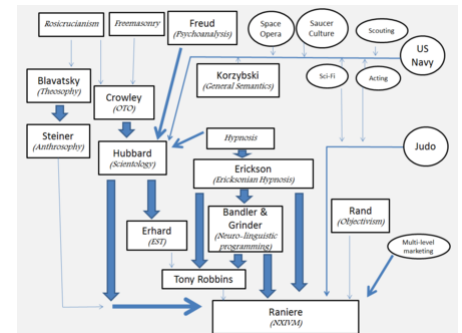 Rosicrucianism
Freemasonry
Freud
(Psychoanalysis)
Space
Opera
Saucer
Culture
Scouting
US
Navy
Blavatsky
(Theosophy)
Crowley
(OTO)
Korzybski
(General Semantics)
Sci-Fi
Acting
Steiner
(Anthrosophy)
Hubbard
(Scientology)
Hypnosis
Judo
Erickson
(Ericksonian Hypnosis)
Erhard
(EST)
Bandler &
Grinder
(Neuro-linguistic
programming)
Rand
(Objectivism)
Multi-level
marketing
Tony Robbins
Raniere
(NXIVM)